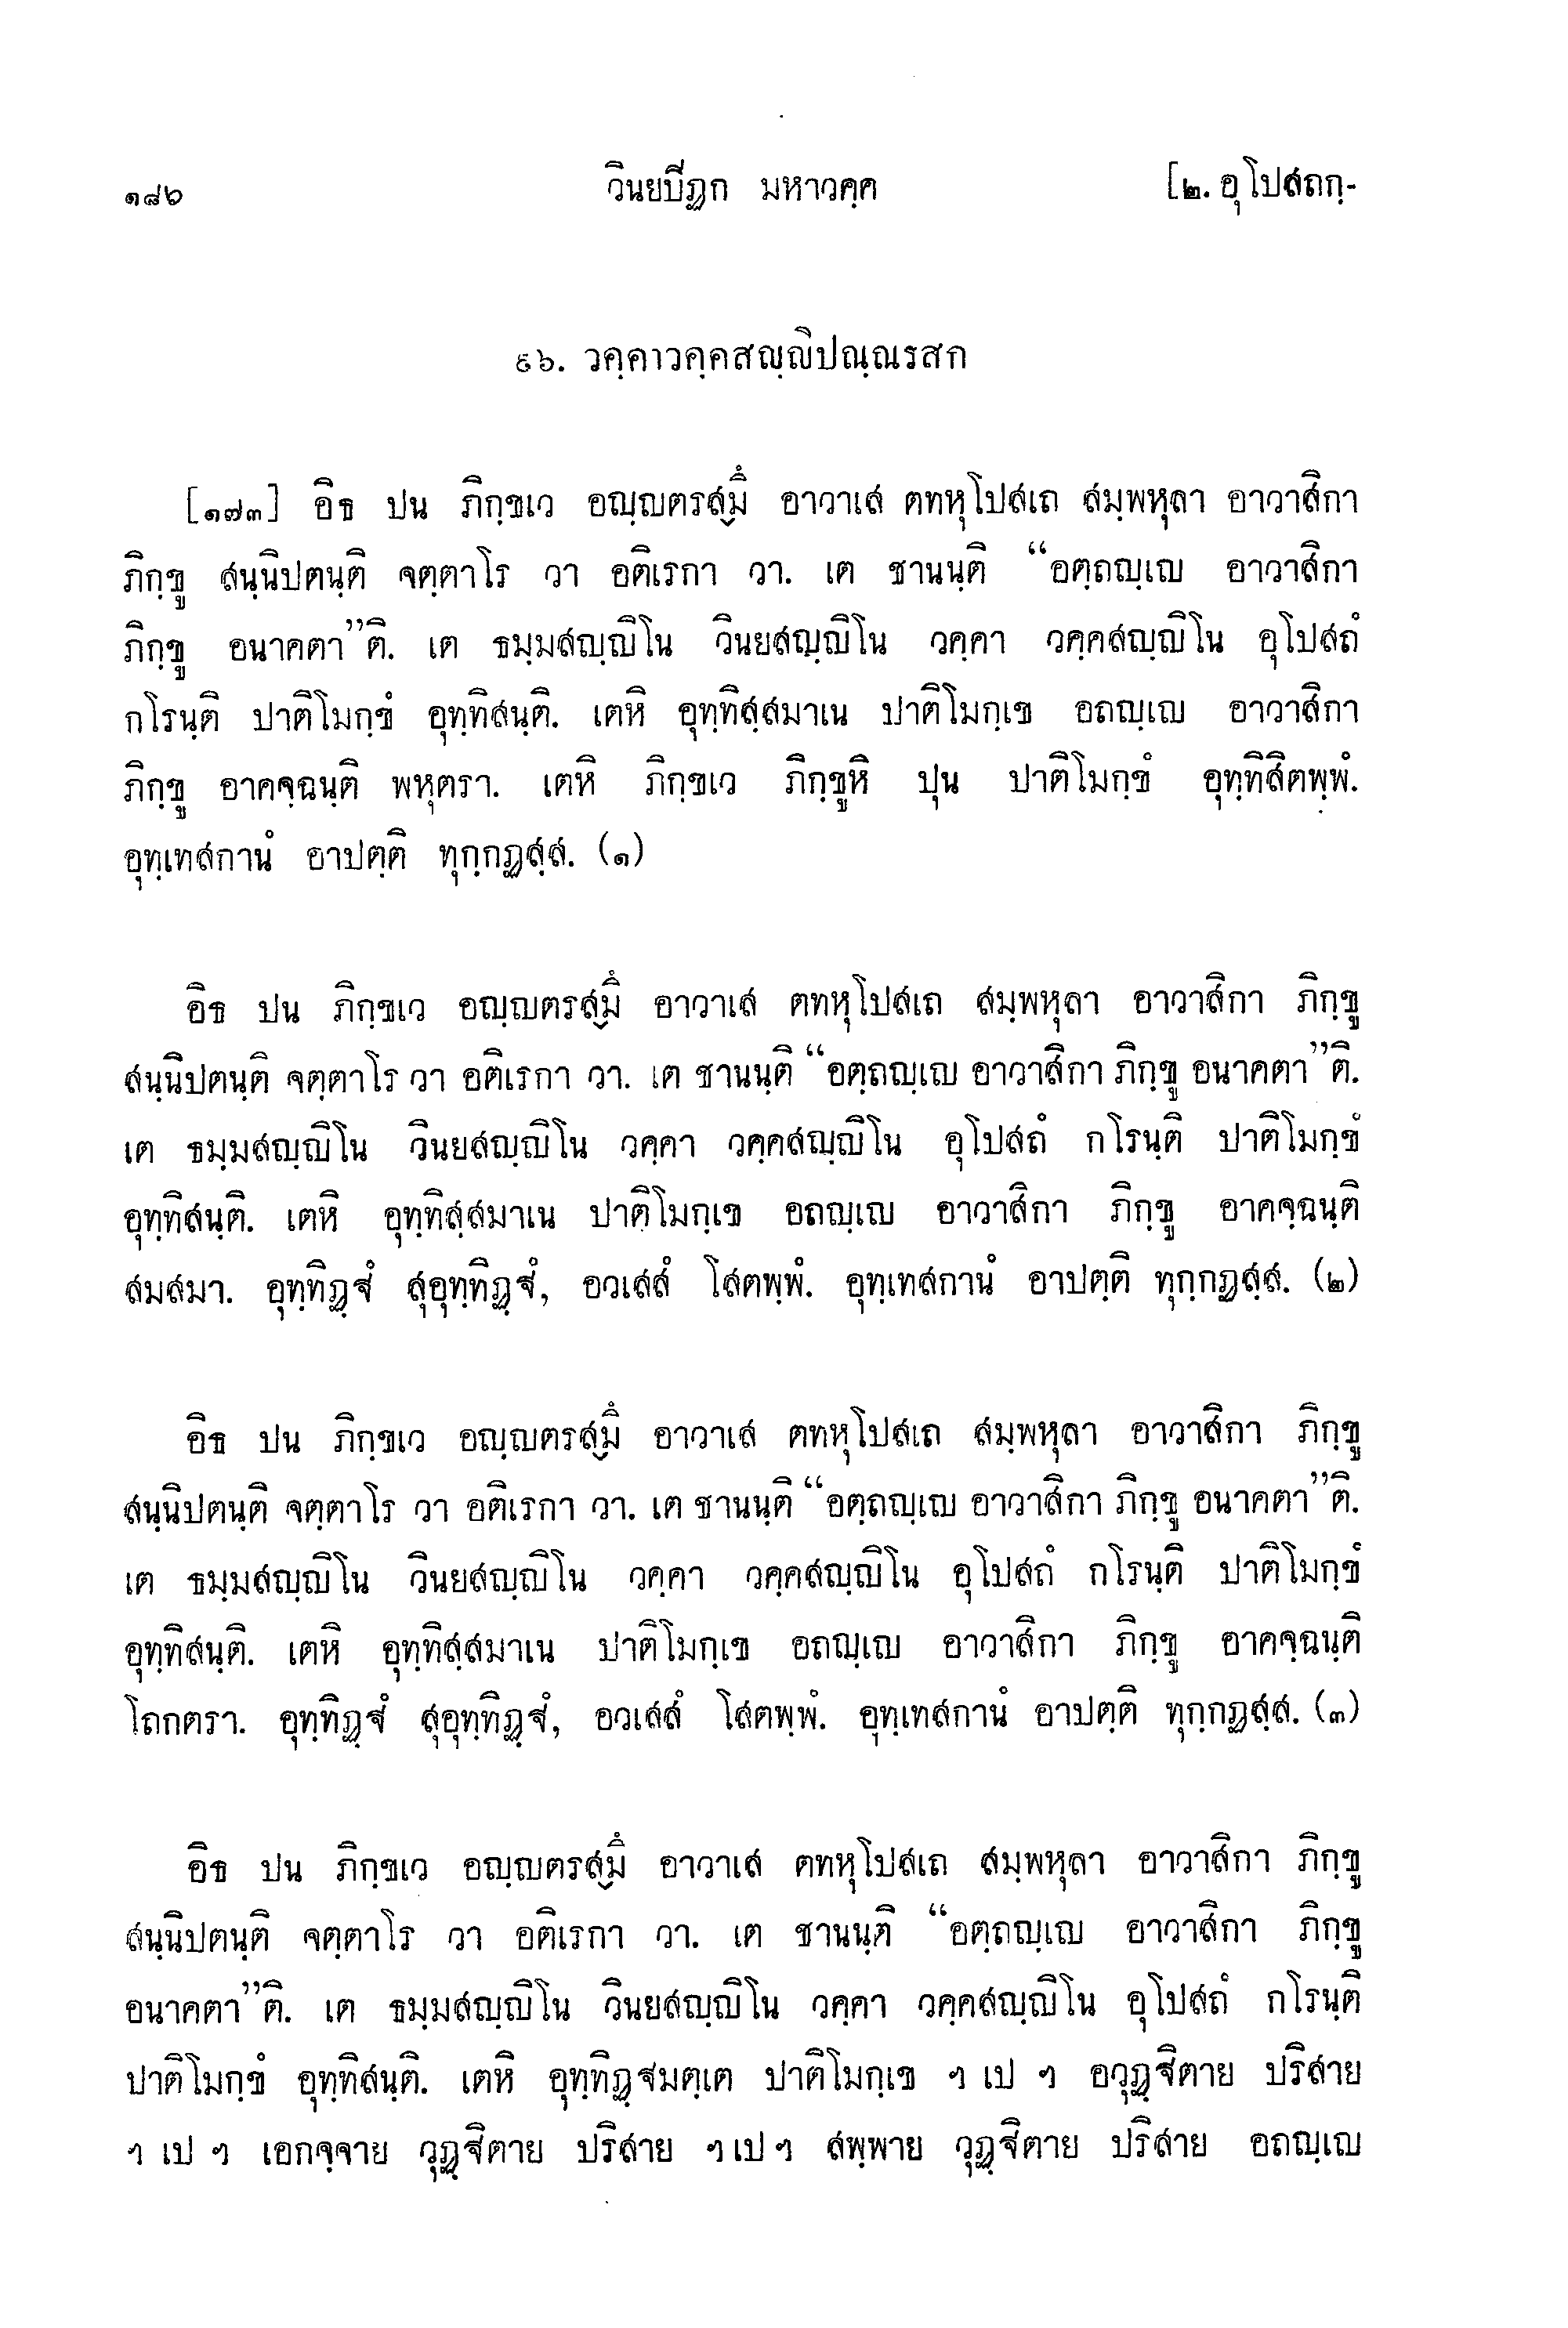 ๑๘๖ วินยปิฏก มหาวคฺค [๒. อุโปสถกฺ-
๙๖. วคฺคาวคฺคสญฺญิปณฺณรสก
[๑๗๓] อิธ ปน ภิกฺขเว อญฺญตรสฺมิํ อาวาเส ตทหุโปสเถ สมฺพหุลา อาวาสิกา
ภิกฺขู สนฺนิปตนฺติ จตฺตาโร วา อติเรกา วา. เต ชานนฺติ “อตฺถญฺเญ อาวาสิกา
ภิกฺขู อนาคตา”ติ. เต ธมฺมสญฺญิโน วินยสญฺญิโน วคฺคา วคฺคสญฺญิโน อุโปสถํ
กโรนฺติ ปาติโมกฺขํ อุทฺทิสนฺติ. เตหิ อุทฺทิสฺสมาเน ปาติโมกฺเข อถญฺเญ อาวาสิกา
ภิกฺขู อาคจฺฉนฺติ พหุตรา. เตหิ ภิกฺขเว ภิกฺขูหิ ปุน ปาติโมกฺขํ อุทฺทิสิตพฺพํ.
อุทฺเทสกานํ อาปตฺติ ทุกฺกฏสฺส. (๑)
อิธ ปน ภิกฺขเว อญฺญตรสฺมิํ อาวาเส ตทหุโปสเถ สมฺพหุลา อาวาสิกา ภิกฺขู
สนฺนิปตนฺติ จตฺตาโร วา อติเรกา วา. เต ชานนฺติ “อตฺถญฺเญ อาวาสิกา ภิกฺขู อนาคตา”ติ.
เต ธมฺมสญฺญิโน วินยสญฺญิโน วคฺคา วคฺคสญฺญิโน อุโปสถํ กโรนฺติ ปาติโมกฺขํ
อุทฺทิสนฺติ. เตหิ อุทฺทิสฺสมาเน ปาติโมกฺเข อถญฺเญ อาวาสิกา ภิกฺขู อาคจฺฉนฺติ
สมสมา. อุทฺทิฏฺฐํ สุอุทฺทิฏฺฐํ, อวเสสํ โสตพฺพํ. อุทฺเทสกานํ อาปตฺติ ทุกฺกฏสฺส. (๒)
อิธ ปน ภิกฺขเว อญฺญตรสฺมิํ อาวาเส ตทหุโปสเถ สมฺพหุลา อาวาสิกา ภิกฺขู
สนฺนิปตนฺติ จตฺตาโร วา อติเรกา วา. เต ชานนฺติ “อตฺถญฺเญ อาวาสิกา ภิกฺขู อนาคตา”ติ.
เต ธมฺมสญฺญิโน วินยสญฺญิโน วคฺคา วคฺคสญฺญิโน อุโปสถํ กโรนฺติ ปาติโมกฺขํ
อุทฺทิสนฺติ. เตหิ อุทฺทิสฺสมาเน ปาติโมกฺเข อถญฺเญ อาวาสิกา ภิกฺขู อาคจฺฉนฺติ
โถกตรา. อุทฺทิฏฺฐํ สุอุทฺทิฏฺฐํ, อวเสสํ โสตพฺพํ. อุทฺเทสกานํ อาปตฺติ ทุกฺกฏสฺส. (๓)
อิธ ปน ภิกฺขเว อญฺญตรสฺมิํ อาวาเส ตทหุโปสเถ สมฺพหุลา อาวาสิกา ภิกฺขู
สนฺนิปตนฺติ จตฺตาโร วา อติเรกา วา. เต ชานนฺติ “อตฺถญฺเญ อาวาสิกา ภิกฺขู
อนาคตา”ติ. เต ธมฺมสญฺญิโน วินยสญฺญิโน วคฺคา วคฺคสญฺญิโน อุโปสถํ กโรนฺติ
ปาติโมกฺขํ อุทฺทิสนฺติ. เตหิ อุทฺทิฏฺฐมตฺเต ปาติโมกฺเข ฯ เป ฯ อวุฏฺฐิตาย ปริสาย
ฯ เป ฯ เอกจฺจาย วุฏฺฐิตาย ปริสาย ฯ เป ฯ สพฺพาย วุฏฺฐิตาย ปริสาย อถญฺเญ